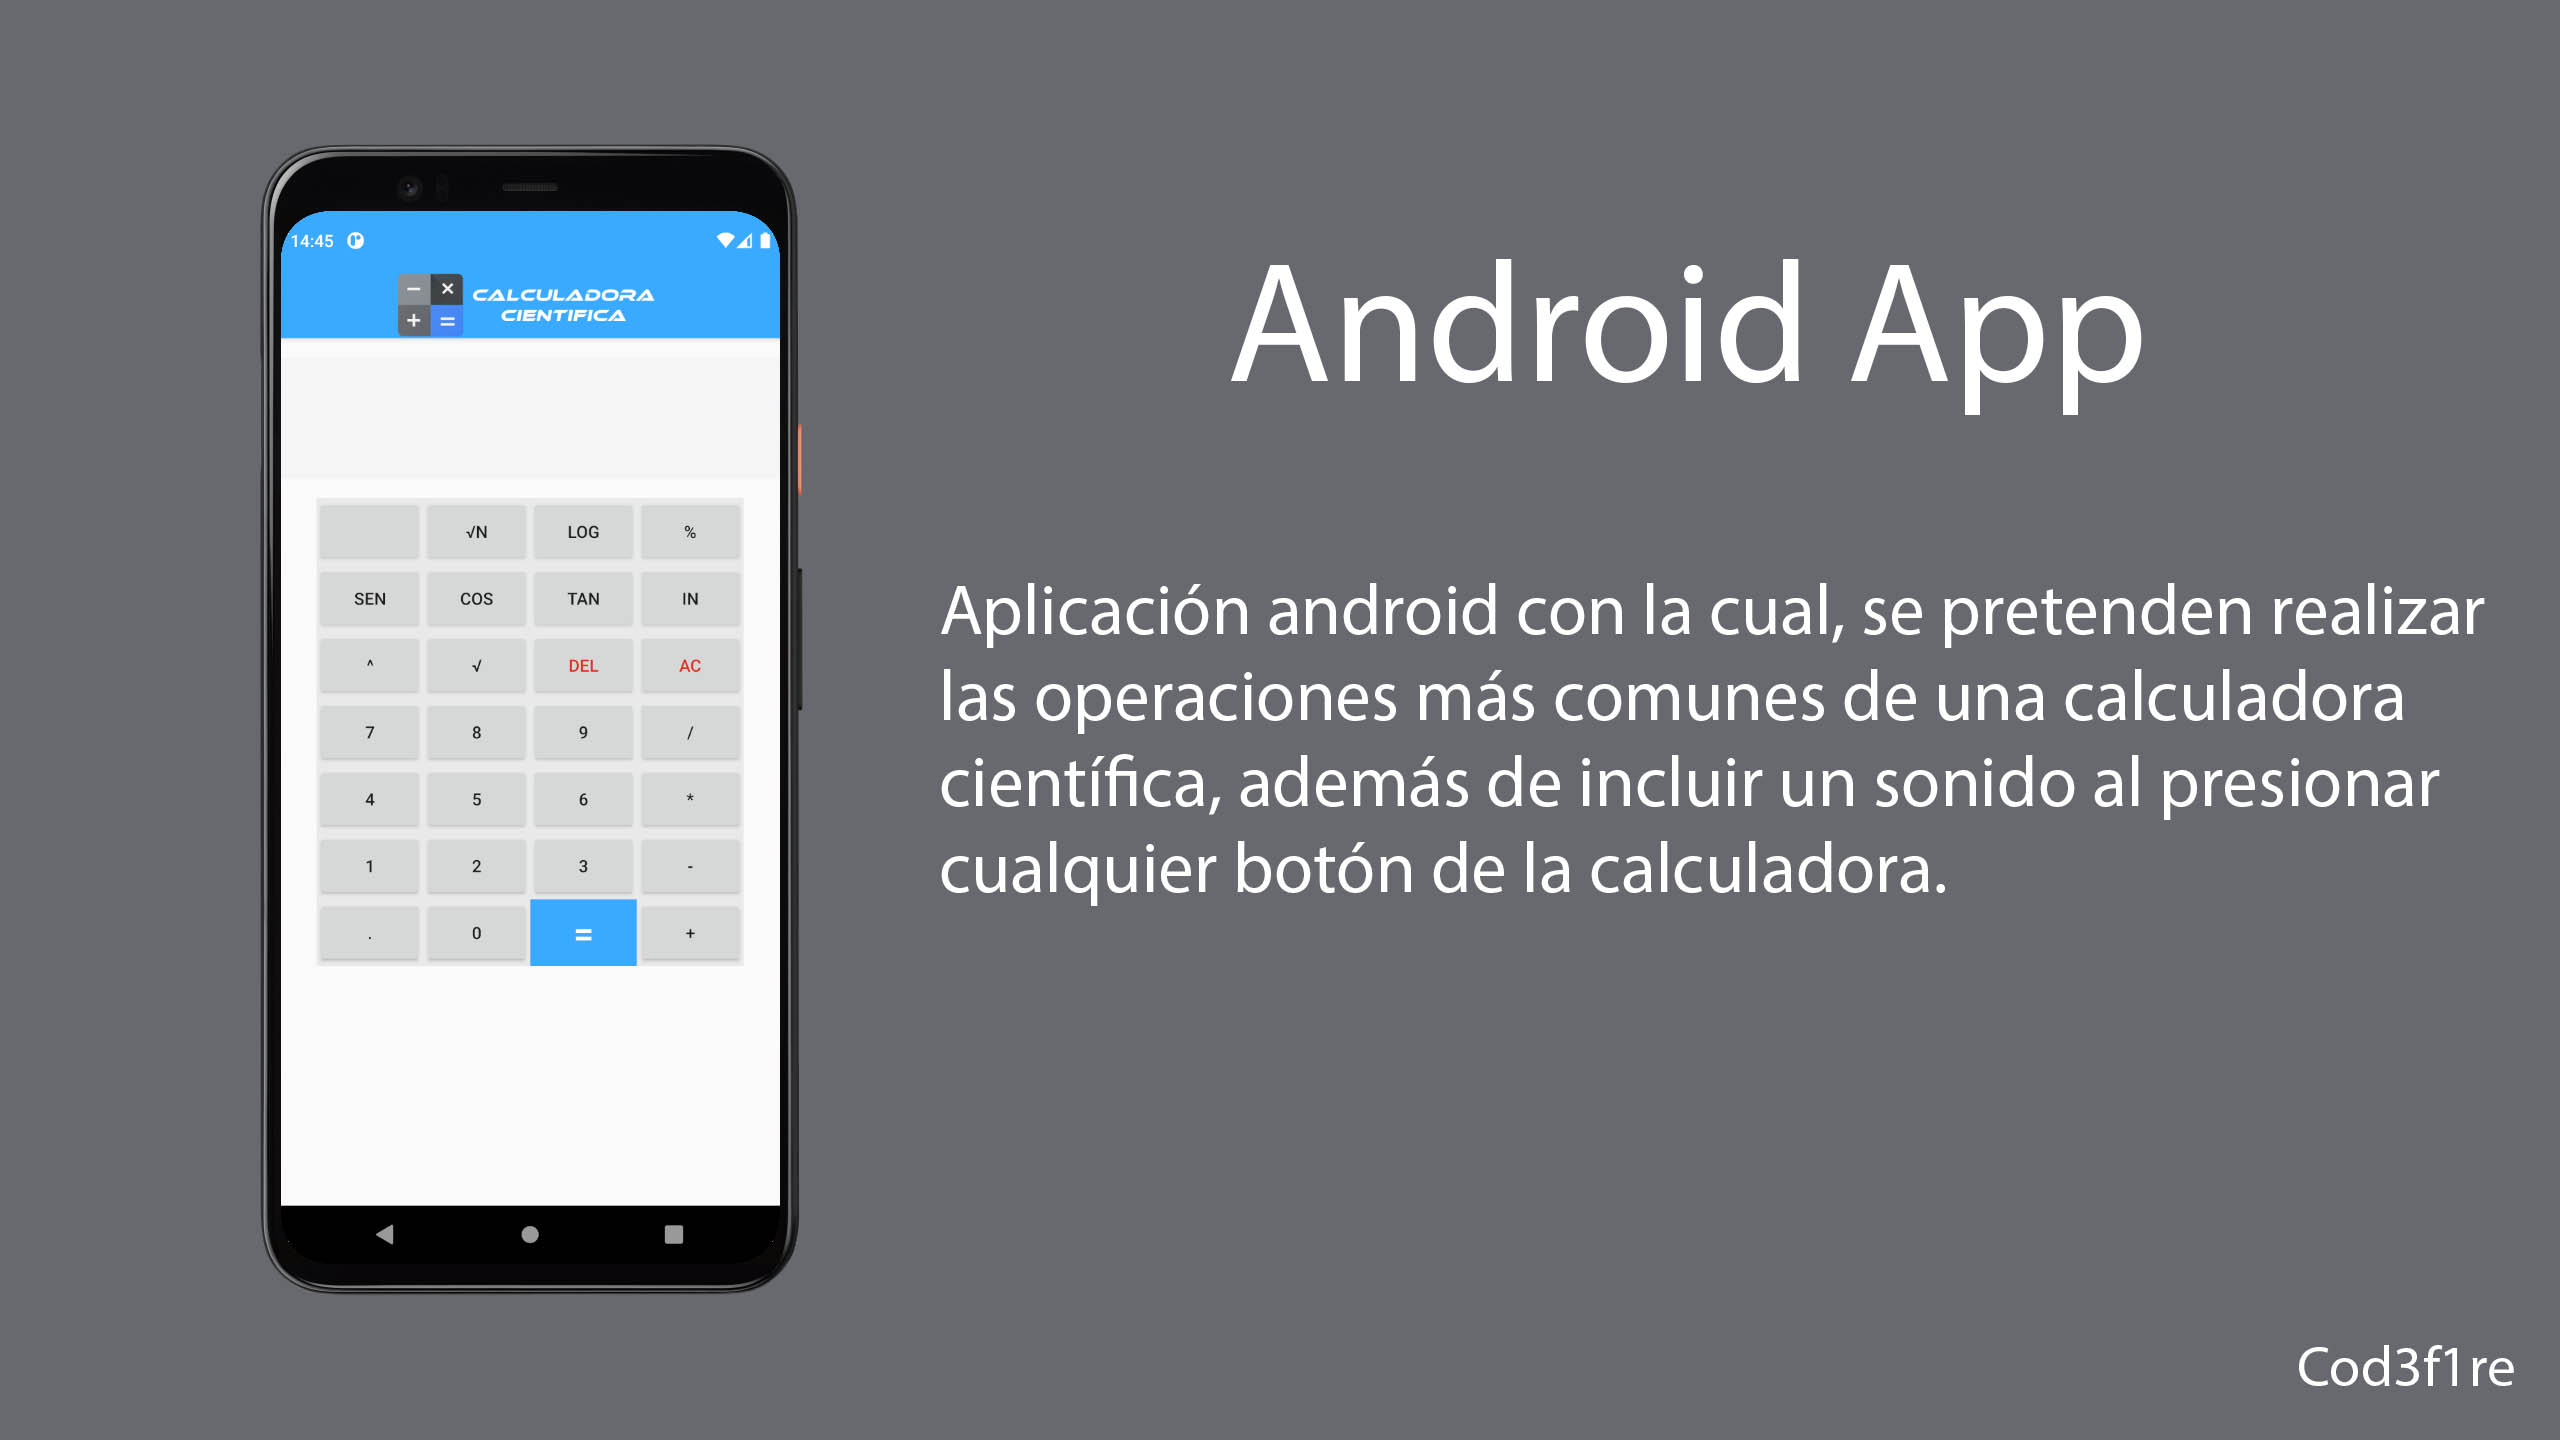 14:45
CALCULADORA
CIENTIFICA
√N LOG %
SEN COS TAN IN
^ √ DEL AC
7 8 9 /
4 5 6 *
1 2 3 -
. 0 = +
Android App
Aplicación android con la cual, se pretenden realizar
las operaciones más comunes de una calculadora
científica, además de incluir un sonido al presionar
cualquier botón de la calculadora.
Cod3f1re